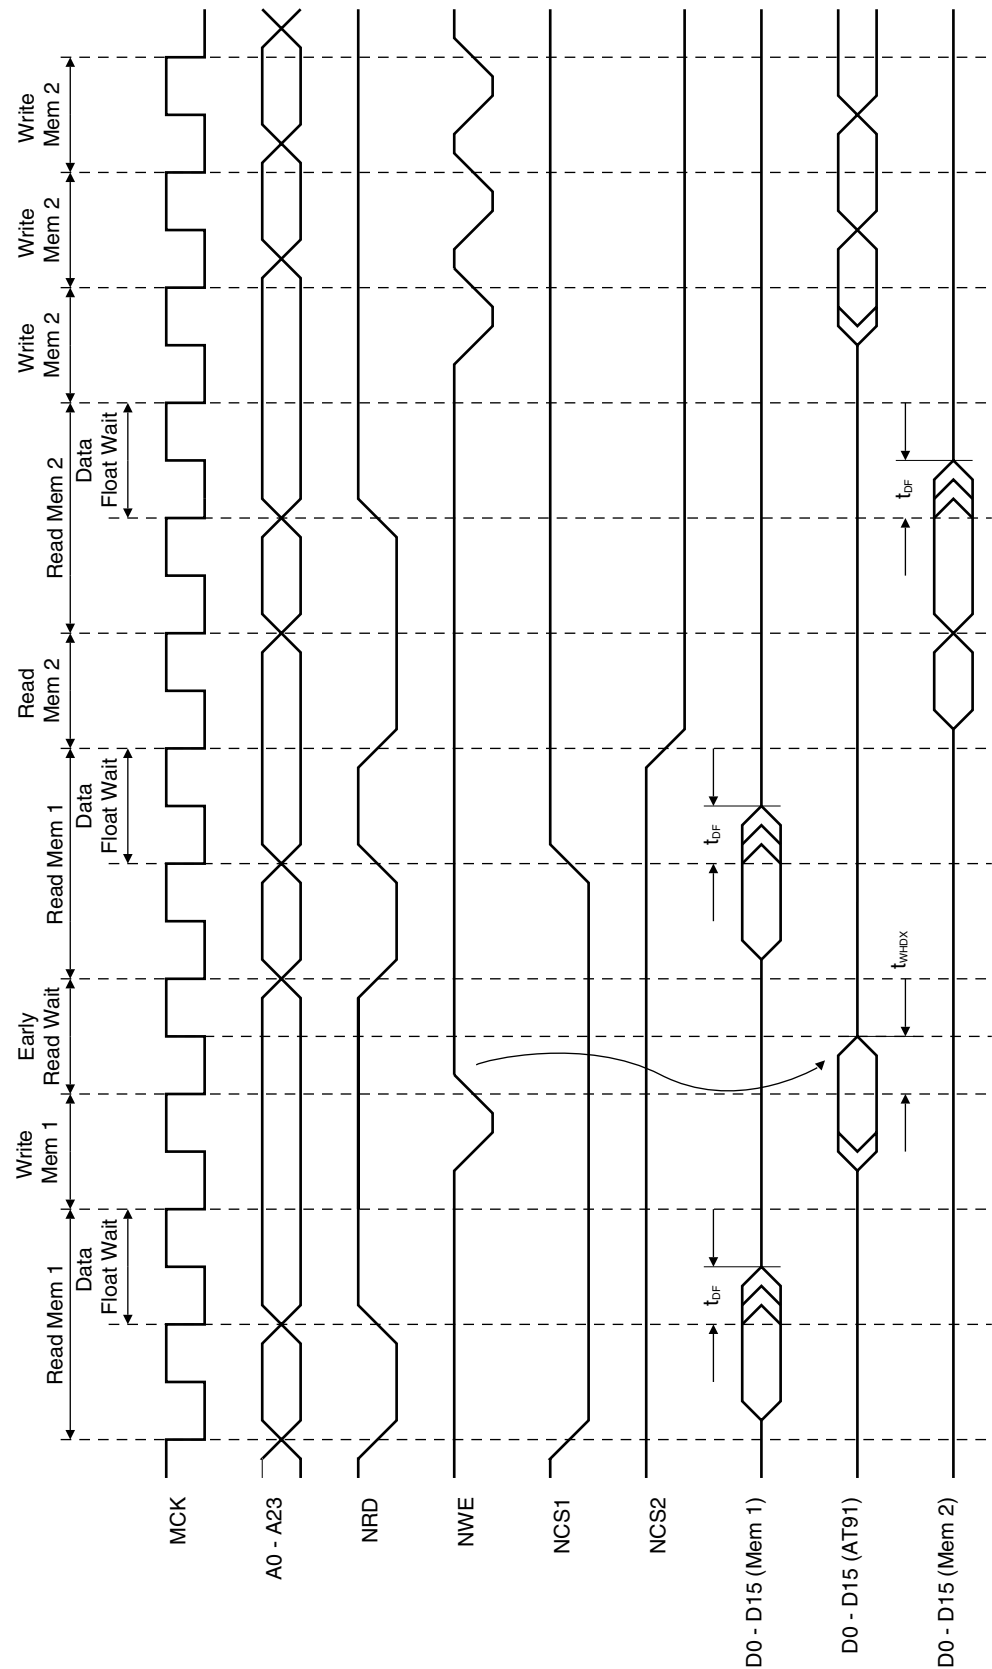 Read Mem 1
Data
Float Wait
Write
Mem 1
Early
Read Wait
Read Mem 1
Data
Float Wait
Read
Mem 2
Read Mem 2
Data
Float Wait
Write
Mem 2
Write
Mem 2
Write
Mem 2
MCK
A0 - A23
NRD
NWE
NCS1
NCS2
D0 - D15 (Mem 1)
tDF
tDF
D0 - D15 (AT91)
tWHDX
D0 - D15 (Mem 2)
tDF